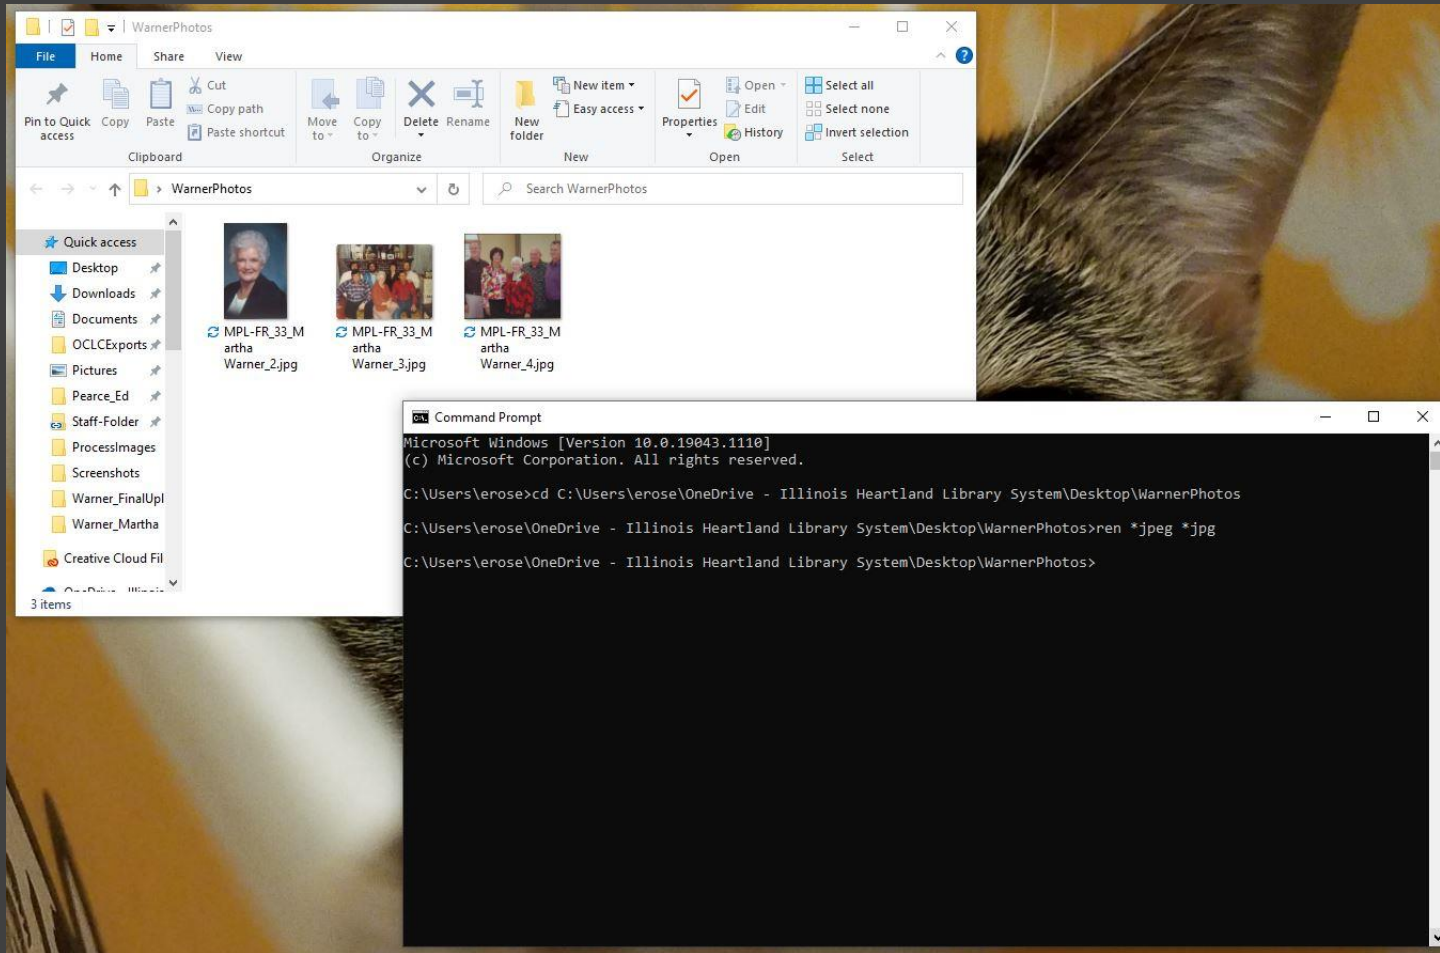 WarnerPhotos
File Home Share View
Pin to Quick access
Copy
Paste
Cut
Copy path
Paste shortcut
Clipboard
Move to
Copy to
Delete
Rename
Organize
New folder
New item
Easy access
New
Properties
Open
Edit
History
Open
Select all
Select none
Invert selection
Select
WarnerPhotos
Search WarnerPhotos
Quick access
Desktop
Downloads
Documents
OCLCExports
Pictures
Pearce_Ed
Staff-Folder
ProcessImages
Screenshots
Warner_FinalUpl
Warner_Martha
Creative Cloud Fil
3 items
MPL-FR_33_M
artha
Warner_2.jpg
MPL-FR_33_M
artha
Warner_3.jpg
MPL-FR_33_M
artha
Warner_4.jpg
Command Prompt
Microsoft Windows [Version 10.0.19043.1110]
(c) Microsoft Corporation. All rights reserved.
C:\Users\erose>cd C:\Users\erose\OneDrive - Illinois Heartland Library System\Desktop\WarnerPhotos
C:\Users\erose\OneDrive - Illinois Heartland Library System\Desktop\WarnerPhotos>ren *jpeg *jpg
C:\Users\erose\OneDrive - Illinois Heartland Library System\Desktop\WarnerPhotos>